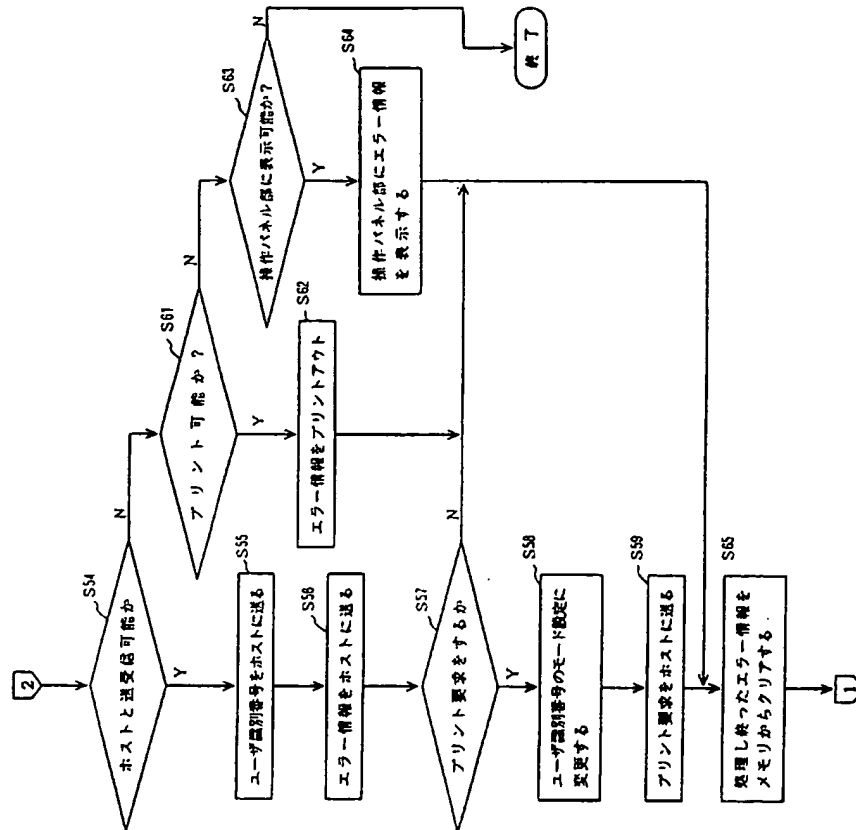 2
S54
ホストと送受信可能か
N
Y
S55
ユーザ識別番号をホストに送る
S56
エラー情報をホストに送る
S57
プリント要求をするか
N
Y
S58
ユーザ識別番号のモード設定に
変更する
S59
プリント要求をホストに送る
S65
処理し終ったエラー情報を
メモリからクリアする。
1
S61
プリント可能か?
N
Y
S62
エラー情報をプリントアウト
S63
操作パネル部に表示可能か?
N
Y
S64
操作パネル部にエラー情報
を表示する
終了